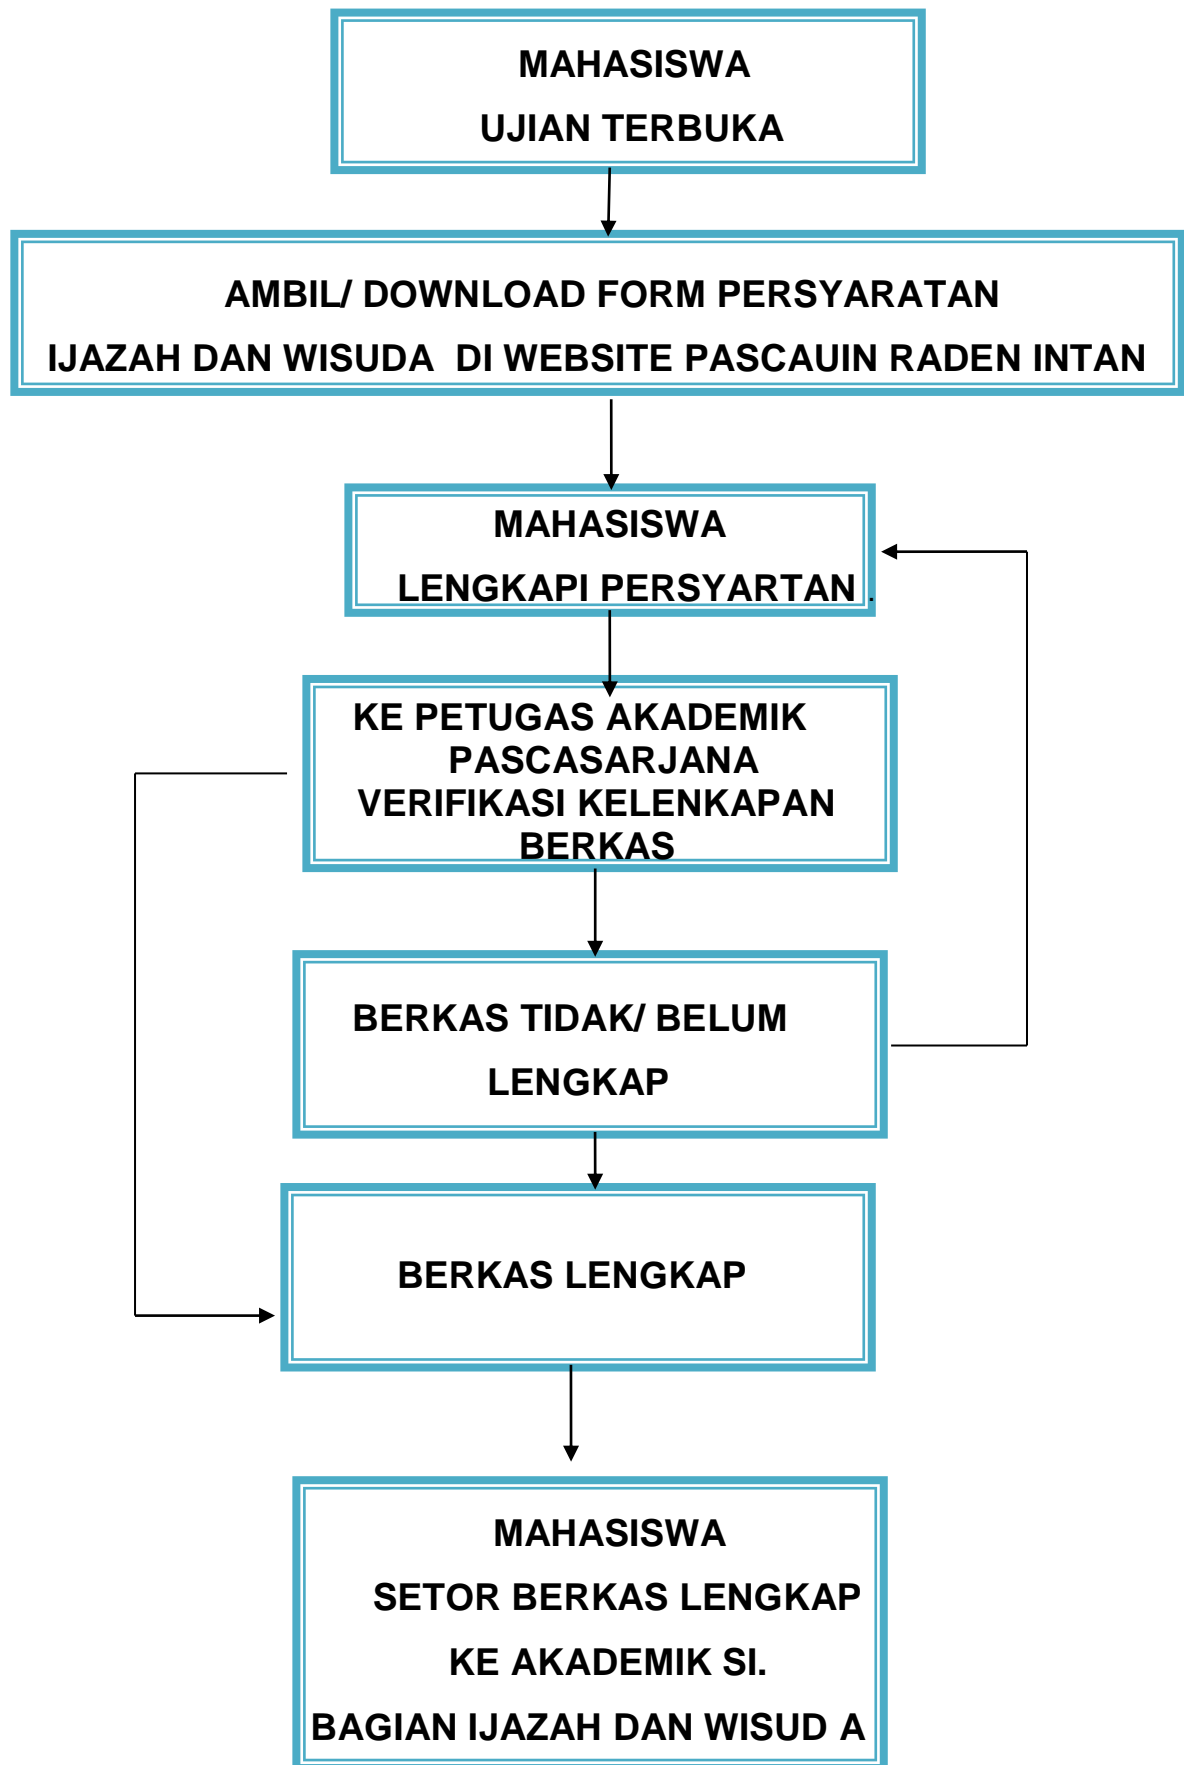 MAHASISWA
UJIAN TERBUKA
AMBIL/ DOWNLOAD FORM PERSYARATAN
IJAZAH DAN WISUDA DI WEBSITE PASCAUIN RADEN INTAN
MAHASISWA
LENGKAPI PERSYARTAN .
KE PETUGAS AKADEMIK
PASCASARJANA
VERIFIKASI KELENKAPAN
BERKAS
BERKAS TIDAK/ BELUM
LENGKAP
BERKAS LENGKAP
MAHASISWA
SETOR BERKAS LENGKAP
KE AKADEMIK SI.
BAGIAN IJAZAH DAN WISUD A